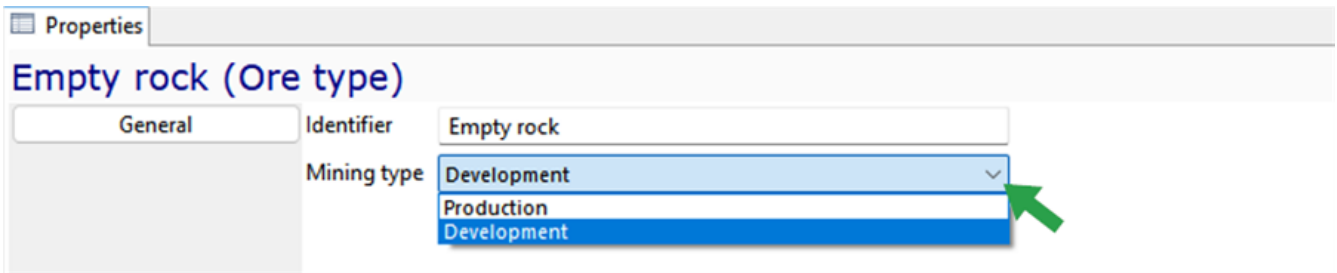 Properties
Empty rock (Ore type)
General
Identifier
Empty rock
Mining type
Development
Production
Development